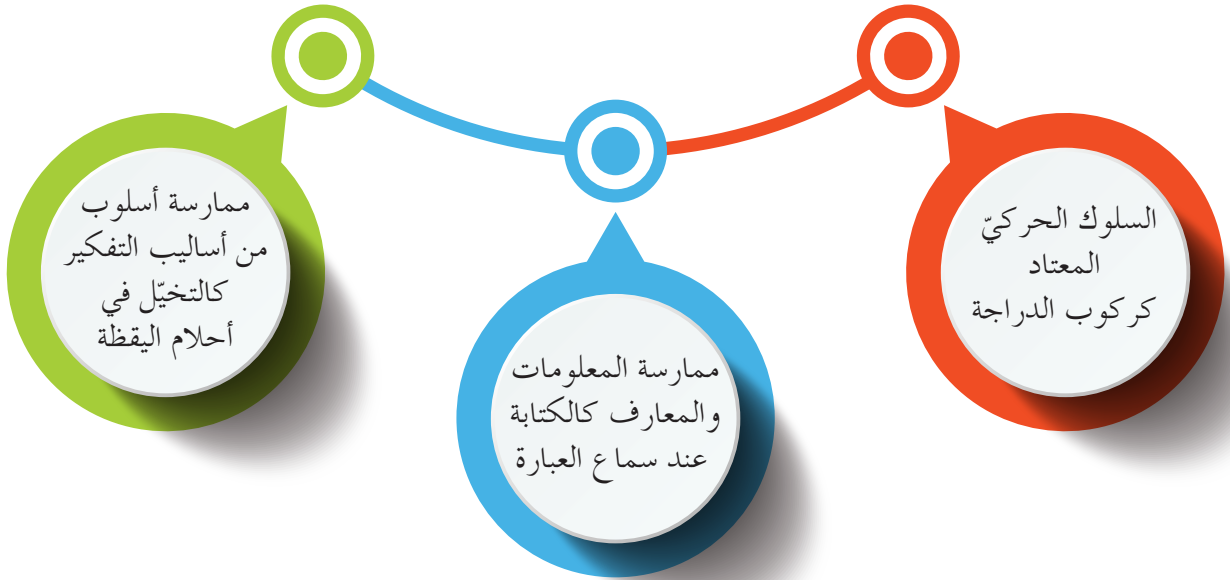 السلوك الحركيّ
المعتاد
كركوب الدراجة
ممارسة المعلومات
والمعارف كالكتابة
عند سماع العبارة
ممارسة أسلوب
من أساليب التفكير
كالتخيّل في
أحلام اليقظة